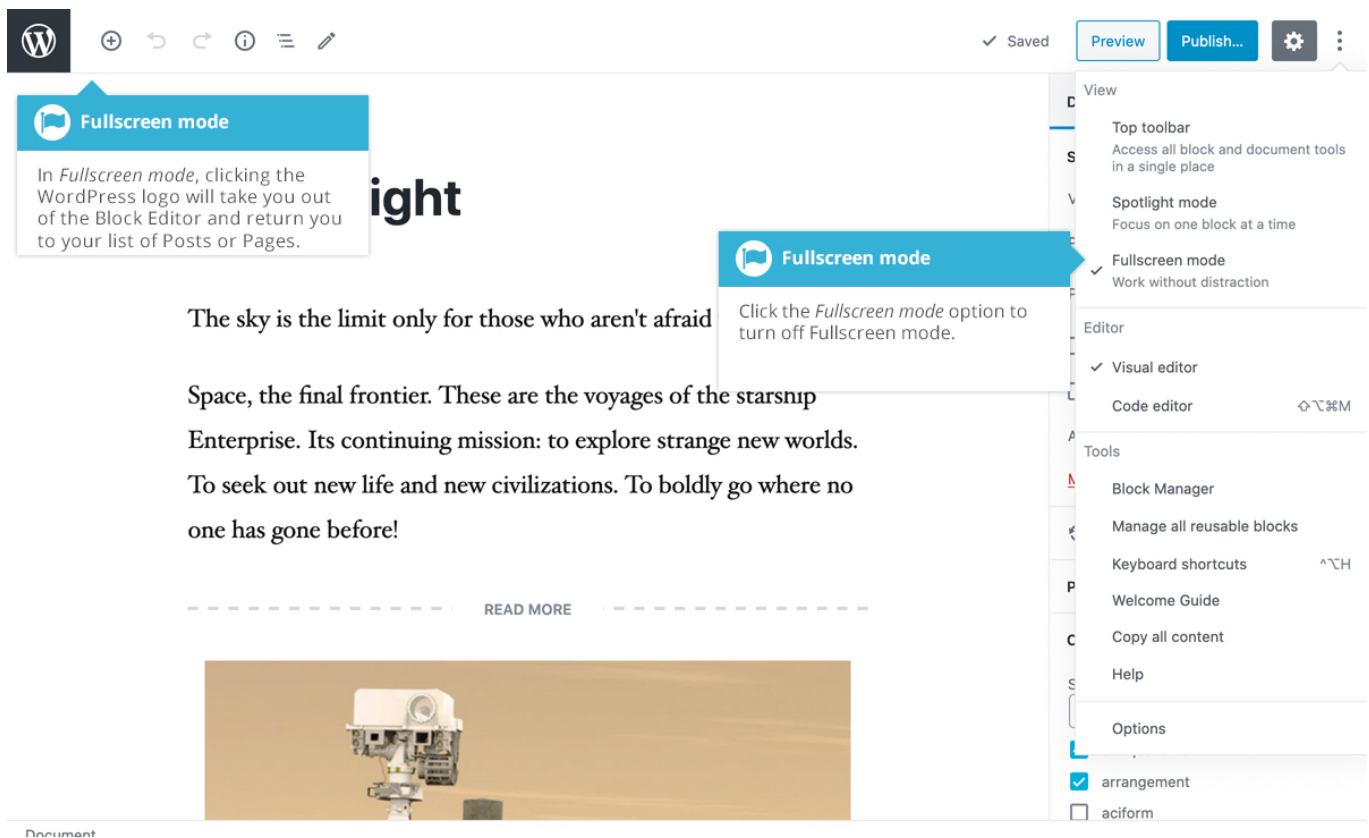 Saved
Preview
Publish...
Fullscreen mode
In Fullscreen mode, clicking the
WordPress logo will take you out
of the Block Editor and return you
to your list of Posts or Pages.
ight
The sky is the limit only for those who aren't afraid
Space, the final frontier. These are the voyages of the starship
Enterprise. Its continuing mission: to explore strange new worlds.
To seek out new life and new civilizations. To boldly go where no
one has gone before!
READ MORE
Fullscreen mode
Click the Fullscreen mode option to
turn off Fullscreen mode.
View
Top toolbar
Access all block and document tools
in a single place
Spotlight mode
Focus on one block at a time
Fullscreen mode
Work without distraction
Editor
Visual editor
Code editor ⇧⌥⌘M
Tools
Block Manager
Manage all reusable blocks
Keyboard shortcuts ^⌥H
Welcome Guide
Copy all content
Help
Options
arrangement
aciform
Document